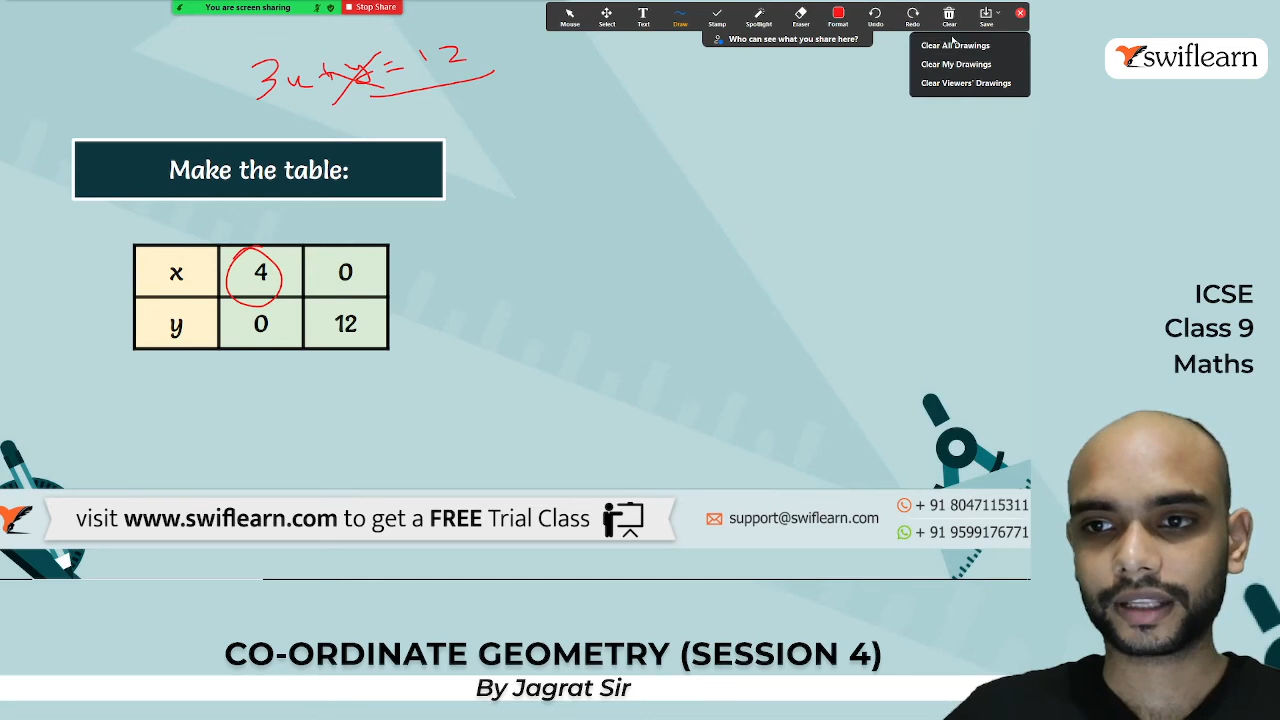 You are screen sharing
Stop Share
Mouse
Select
Text
Draw
Stamp
Spotlight
Eraser
Format
Undo
Redo
Clear
Save
Who can see what you share here?
Clear All Drawings
Clear My Drawings
Clear Viewers' Drawings
swiflearn
3x + y = 12
Make the table:
x 4 0
y 0 12
ICSE
Class 9
Maths
visit www.swiflearn.com to get a FREE Trial Class
support@swiflearn.com
+ 91 8047115311
+ 91 9599176771
CO-ORDINATE GEOMETRY (SESSION 4)
By Jagrat Sir